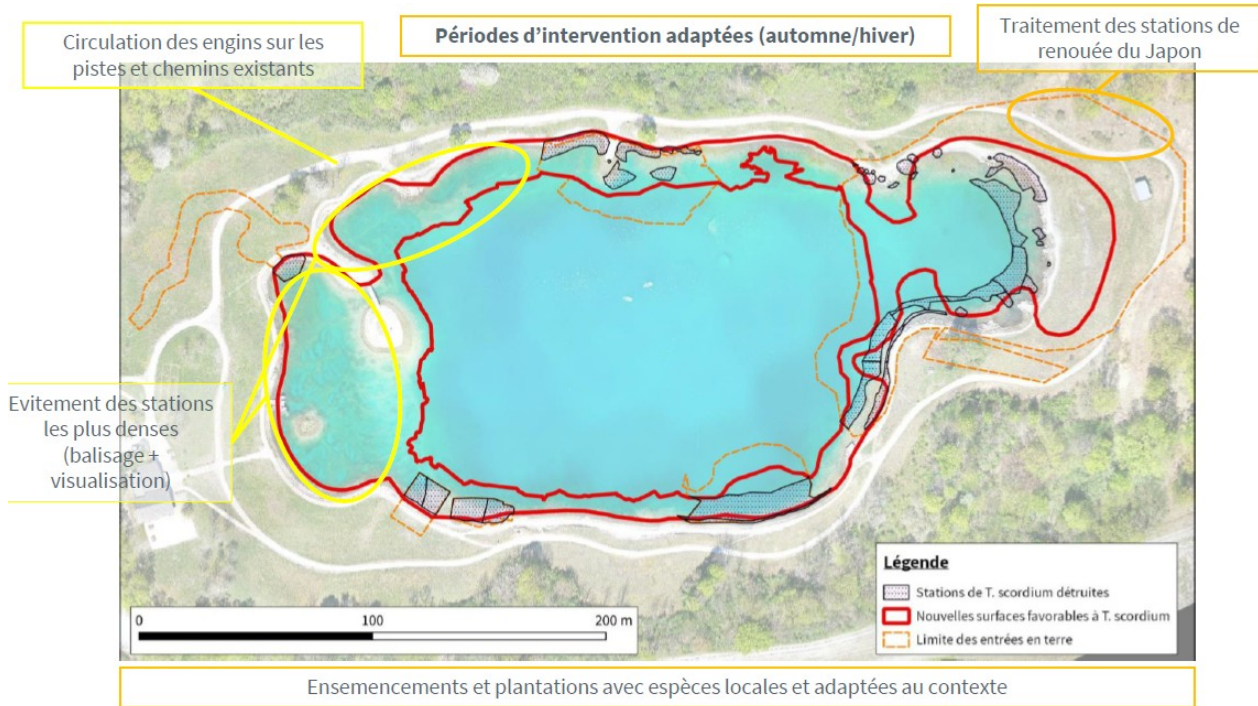 Circulation des engins sur les
pistes et chemins existants
Périodes d’intervention adaptées (automne/hiver)
Traitement des stations de
renouée du Japon
Evitement des stations
les plus denses
(balisage +
visualisation)
Légende
Stations de T. scordium détruites
Nouvelles surfaces favorables à T. scordium
Limite des entrées en terre
0 100 200 m
Ensemencements et plantations avec espèces locales et adaptées au contexte